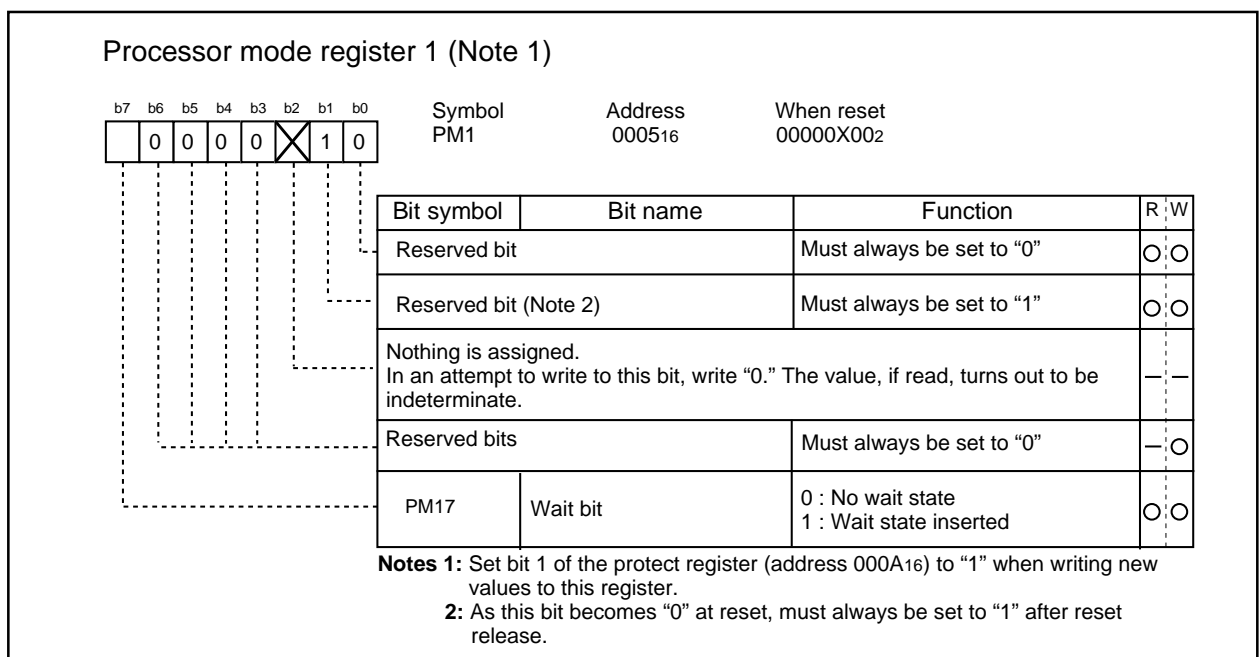 Processor mode register 1 (Note 1)
b7 b6 b5 b4 b3 b2 b1 b0
Symbol Address When reset
PM1 000516 00000X002
0 0 0 0 1 0
Bit symbol Bit name Function R W
Reserved bit Must always be set to “0”
Reserved bit (Note 2) Must always be set to “1”
Nothing is assigned.
In an attempt to write to this bit, write “0.” The value, if read, turns out to be
indeterminate.
Reserved bits Must always be set to “0”
PM17 Wait bit 0 : No wait state
1 : Wait state inserted
Notes 1: Set bit 1 of the protect register (address 000A16) to “1” when writing new
values to this register.
2: As this bit becomes “0” at reset, must always be set to “1” after reset
release.